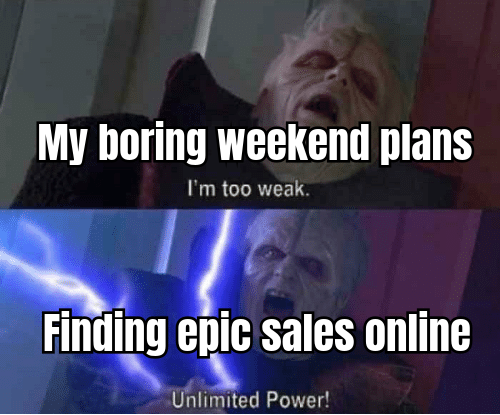 My boring weekend plans
I'm too weak.
Finding epic sales online
Unlimited Power!